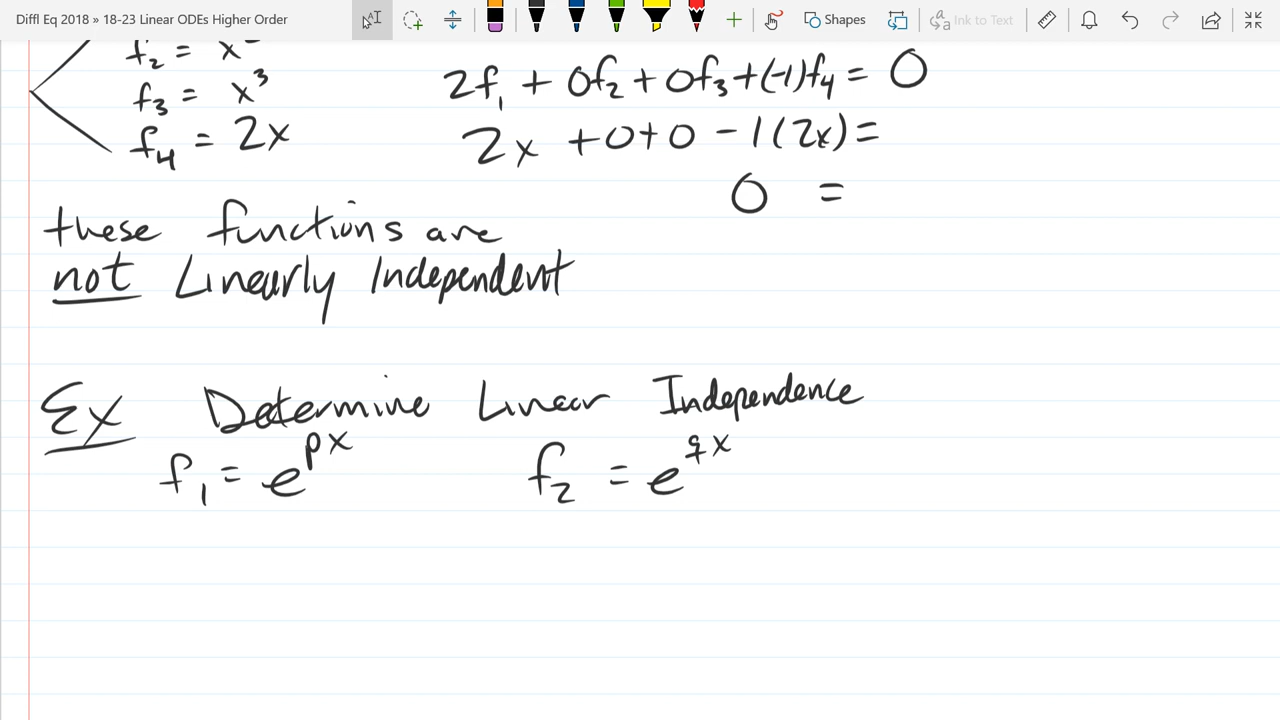 Diffl Eq 2018 » 18-23 Linear ODEs Higher Order
Shapes
Ink to Text
f₂ = x
f₃ = x³
f₄ = 2x
2f₁ + 0f₂ + 0f₃ + (-1)f₄ = 0
2x + 0 + 0 - 1(2x) =
0 =
these functions are
not Linearly Independent
Ex Determine Linear Independence
f₁ = e^px f₂ = e^qx